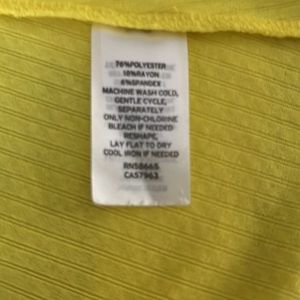 76%POLYESTER
18%RAYON
6%SPANDEX
MACHINE WASH COLD,
GENTLE CYCLE,
SEPARATELY
ONLY NON-CHLORINE
BLEACH IF NEEDED
RESHAPE,
LAY FLAT TO DRY
COOL IRON IF NEEDED
RN58665
CA57963